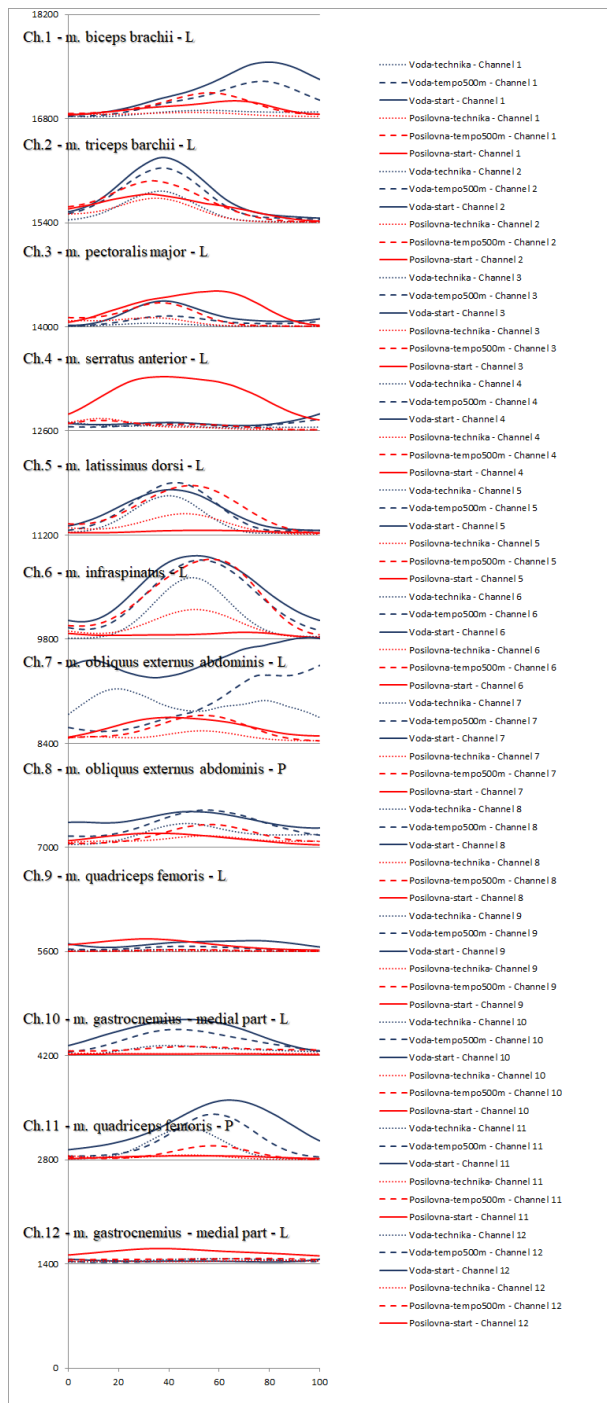 18200
Ch.1 - m. biceps brachii - L
16800
Ch.2 - m. triceps barchii - L
15400
Ch.3 - m. pectoralis major - L
14000
Ch.4 - m. serratus anterior - L
12600
Ch.5 - m. latissimus dorsi - L
11200
Ch.6 - m. infraspinatus - L
9800
Ch.7 - m. obliquus externus abdominis - L
8400
Ch.8 - m. obliquus externus abdominis - P
7000
Ch.9 - m. quadriceps femoris - L
5600
Ch.10 - m. gastrocnemius - medial part - L
4200
Ch.11 - m. quadriceps femoris - P
2800
Ch.12 - m. gastrocnemius - medial part - L
1400
0
0 20 40 60 80 100
Voda-technika - Channel 1
Voda-tempo500m - Channel 1
Voda-start - Channel 1
Posilovna-technika - Channel 1
Posilovna-tempo500m - Channel 1
Posilovna-start - Channel 1
Voda-technika - Channel 2
Voda-tempo500m - Channel 2
Voda-start - Channel 2
Posilovna-technika - Channel 2
Posilovna-tempo500m - Channel 2
Posilovna-start - Channel 2
Voda-technika - Channel 3
Voda-tempo500m - Channel 3
Voda-start - Channel 3
Posilovna-technika - Channel 3
Posilovna-tempo500m - Channel 3
Posilovna-start - Channel 3
Voda-technika - Channel 4
Voda-tempo500m - Channel 4
Voda-start - Channel 4
Posilovna-technika - Channel 4
Posilovna-tempo500m - Channel 4
Posilovna-start - Channel 4
Voda-technika - Channel 5
Voda-tempo500m - Channel 5
Voda-start - Channel 5
Posilovna-technika - Channel 5
Posilovna-tempo500m - Channel 5
Posilovna-start - Channel 5
Voda-technika - Channel 6
Voda-tempo500m - Channel 6
Voda-start - Channel 6
Posilovna-technika - Channel 6
Posilovna-tempo500m - Channel 6
Posilovna-start - Channel 6
Voda-technika - Channel 7
Voda-tempo500m - Channel 7
Voda-start - Channel 7
Posilovna-technika - Channel 7
Posilovna-tempo500m - Channel 7
Posilovna-start - Channel 7
Voda-technika - Channel 8
Voda-tempo500m - Channel 8
Voda-start - Channel 8
Posilovna-technika - Channel 8
Posilovna-tempo500m - Channel 8
Posilovna-start - Channel 8
Voda-technika - Channel 9
Voda-tempo500m - Channel 9
Voda-start - Channel 9
Posilovna-technika - Channel 9
Posilovna-tempo500m - Channel 9
Posilovna-start - Channel 9
Voda-technika - Channel 10
Voda-tempo500m - Channel 10
Voda-start - Channel 10
Posilovna-technika - Channel 10
Posilovna-tempo500m - Channel 10
Posilovna-start - Channel 10
Voda-technika - Channel 11
Voda-tempo500m - Channel 11
Voda-start - Channel 11
Posilovna-technika - Channel 11
Posilovna-tempo500m - Channel 11
Posilovna-start - Channel 11
Voda-technika - Channel 12
Voda-tempo500m - Channel 12
Voda-start - Channel 12
Posilovna-technika - Channel 12
Posilovna-tempo500m - Channel 12
Posilovna-start - Channel 12